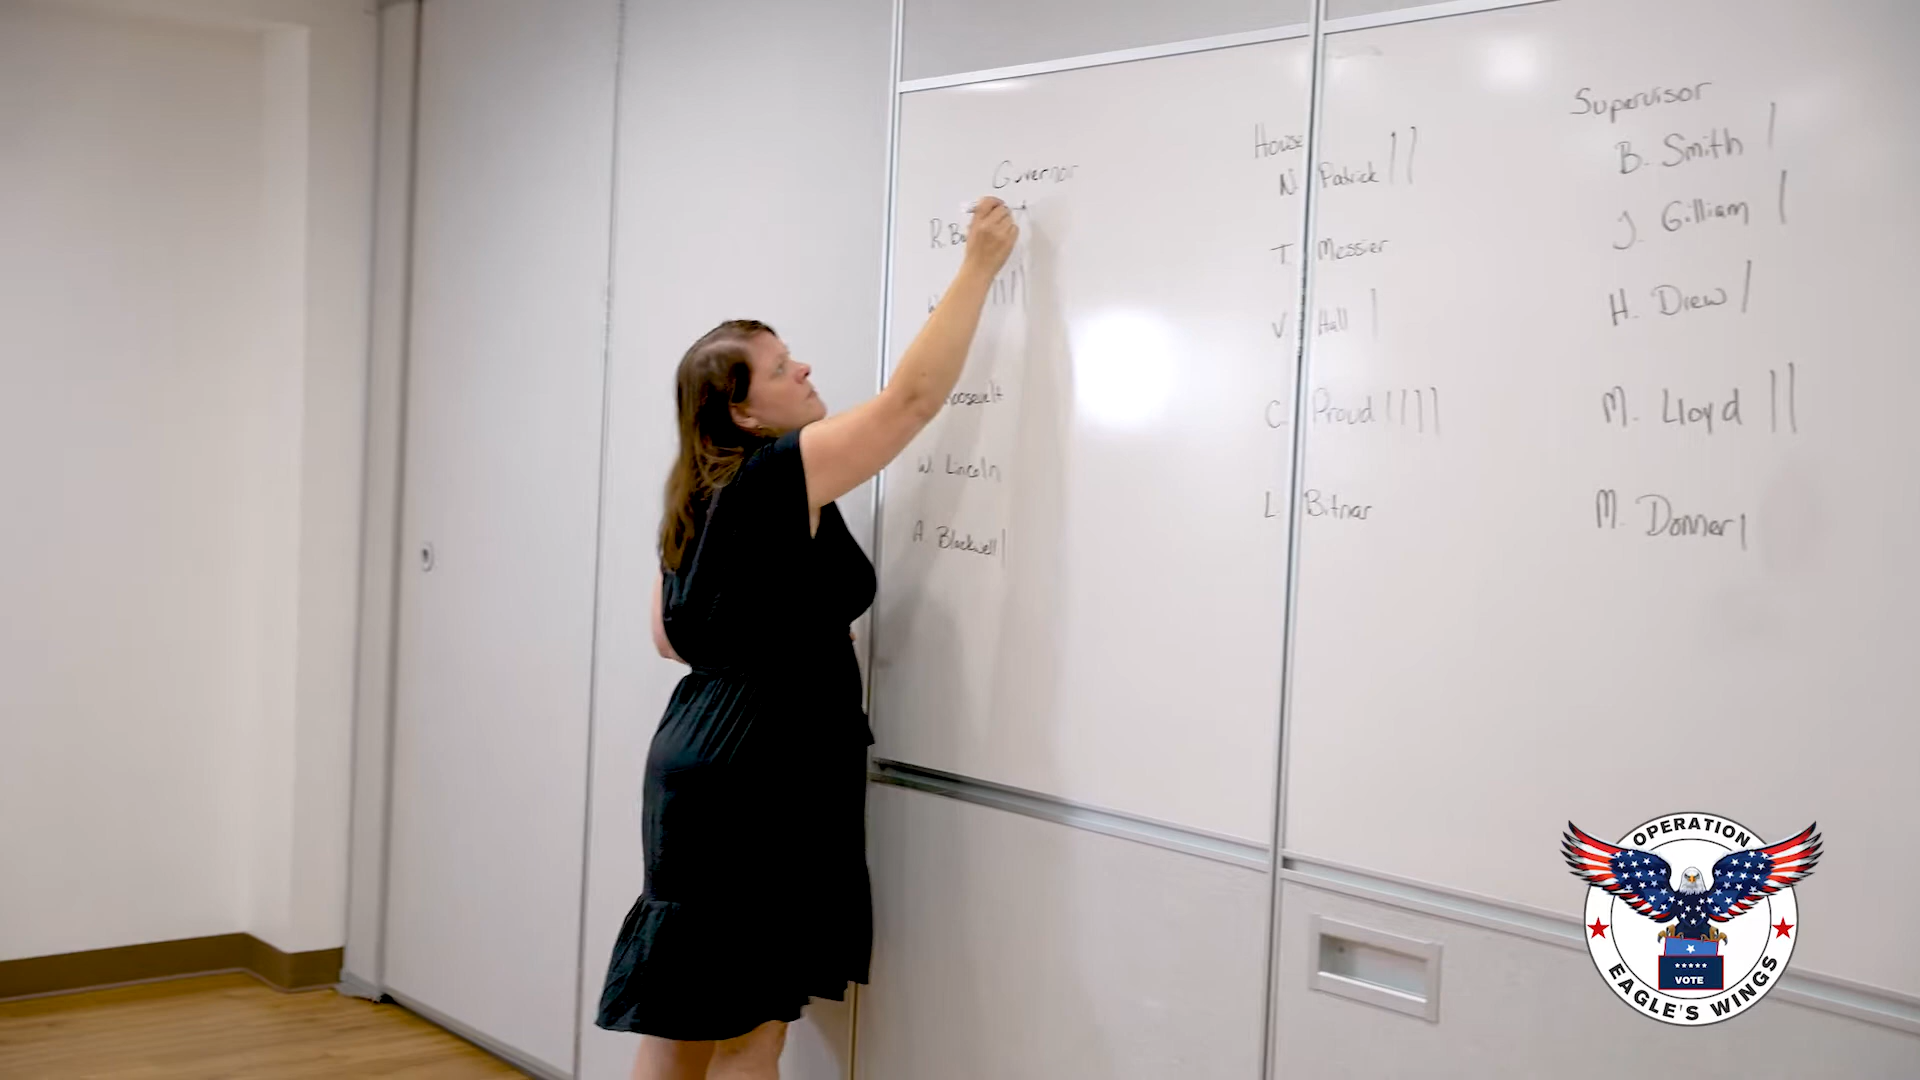 Governor
R.
Roosevelt
W. Lincoln
A. Blackwell |
House
N. Patrick ||
T. Messier
V. Hall |
C. Proud ||||
L. Bitnar
Supervisor
B. Smith |
J. Gilliam |
H. Drew |
M. Lloyd ||
M. Donner |
OPERATION
VOTE
EAGLE'S WINGS